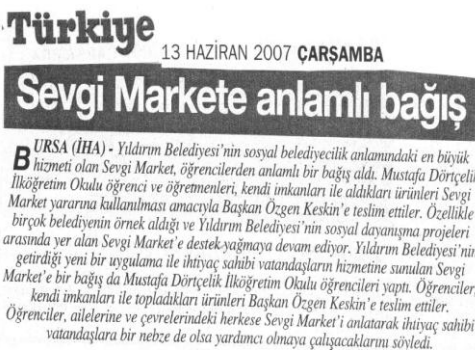 Türkiye
13 HAZİRAN 2007 ÇARŞAMBA
Sevgi Markete anlamlı bağış
BURSA (İHA) - Yıldırım Belediyesi'nin sosyal belediyecilik anlamındaki en büyük
hizmeti olan Sevgi Market, öğrencilerden anlamlı bir bağış aldı. Mustafa Dörtçelik
İlköğretim Okulu öğrenci ve öğretmenleri, kendi imkanları ile aldıkları ürünleri Sevgi
Market yararına kullanılması amacıyla Başkan Özgen Keskin'e teslim ettiler. Özellikle
birçok belediyenin örnek aldığı ve Yıldırım Belediyesi'nin sosyal dayanışma projeleri
arasında yer alan Sevgi Market'e destek yağmaya devam ediyor. Yıldırım Belediyesi'nin
getirdiği yeni bir uygulama ile ihtiyaç sahibi vatandaşların hizmetine sunulan Sevgi
Market'e bir bağış da Mustafa Dörtçelik İlköğretim Okulu öğrencileri yaptı. Öğrenciler,
kendi imkanları ile topladıkları ürünleri Başkan Özgen Keskin'e teslim ettiler.
Öğrenciler, ailelerine ve çevrelerindeki herkese Sevgi Market'i anlatarak ihtiyaç sahibi
vatandaşlara bir nebze de olsa yardımcı olmaya çalışacaklarını söyledi.